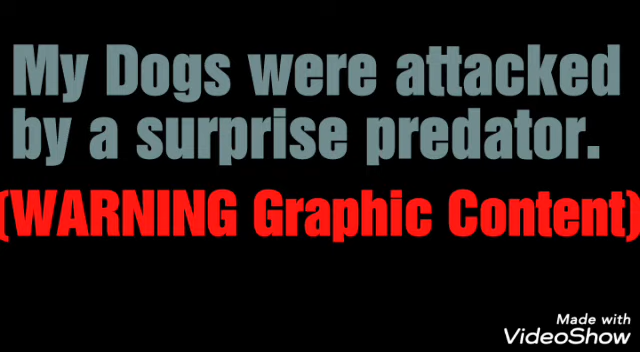 My Dogs were attacked
by a surprise predator.
(WARNING Graphic Content)
Made with
VideoShow